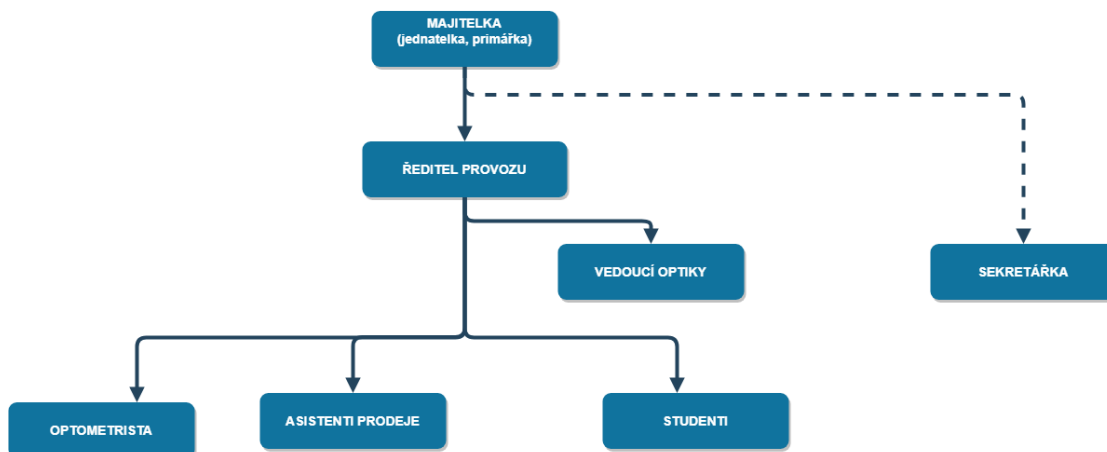 MAJITELKA
(jednatelka, primářka)
ŘEDITEL PROVOZU
VEDOUCÍ OPTIKY
SEKRETÁŘKA
OPTOMETRISTA
ASISTENTI PRODEJE
STUDENTI